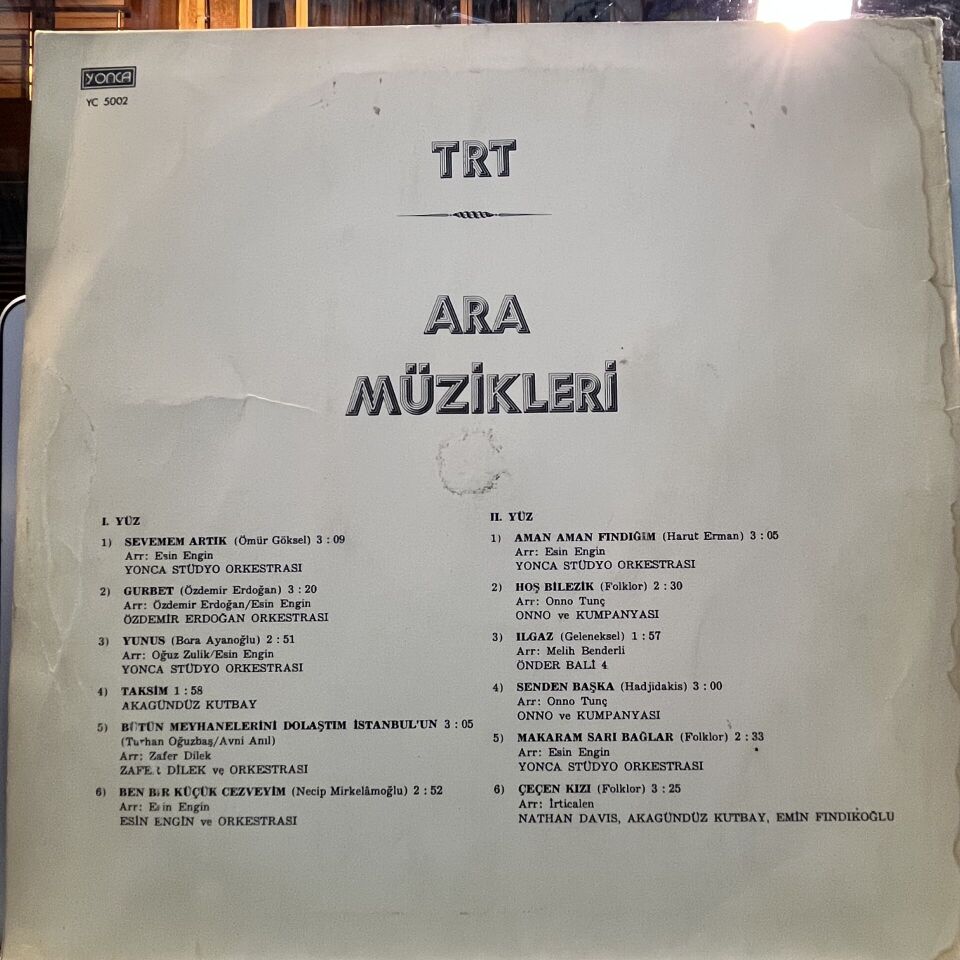 YONCA
YC 5002
TRT
ARA
MÜZİKLERİ
I. YÜZ
1) SEVEMEM ARTIK (Ömür Göksel) 3 : 09
Arr: Esin Engin
YONCA STÜDYO ORKESTRASI
2) GURBET (Özdemir Erdoğan) 3 : 20
Arr: Özdemir Erdoğan/Esin Engin
ÖZDEMİR ERDOĞAN ORKESTRASI
3) YUNUS (Bora Ayanoğlu) 2 : 51
Arr: Oğuz Zulik/Esin Engin
YONCA STÜDYO ORKESTRASI
4) TAKSİM 1 : 58
AKAGÜNDÜZ KUTBAY
5) BÜTÜN MEYHANELERİNİ DOLAŞTIM İSTANBUL'UN 3 : 05
(Turhan Oğuzbaş/Avni Anıl)
Arr: Zafer Dilek
ZAFER DİLEK ve ORKESTRASI
6) BEN BİR KÜÇÜK CEZVEYİM (Necip Mirkelâmoğlu) 2 : 52
Arr: Esin Engin
ESİN ENGİN ve ORKESTRASI
II. YÜZ
1) AMAN AMAN FINDIĞIM (Harut Erman) 3 : 05
Arr: Esin Engin
YONCA STÜDYO ORKESTRASI
2) HOŞ BİLEZİK (Folklor) 2 : 30
Arr: Onno Tunç
ONNO ve KUMPANYASI
3) ILGAZ (Geleneksel) 1 : 57
Arr: Melih Benderli
ÖNDER BALİ 4
4) SENDEN BAŞKA (Hadjidakis) 3 : 00
Arr: Onno Tunç
ONNO ve KUMPANYASI
5) MAKARAM SARI BAĞLAR (Folklor) 2 : 33
Arr: Esin Engin
YONCA STÜDYO ORKESTRASI
6) ÇEÇEN KIZI (Folklor) 3 : 25
Arr: İrticalen
NATHAN DAVIS, AKAGÜNDÜZ KUTBAY, EMİN FINDIKOĞLU